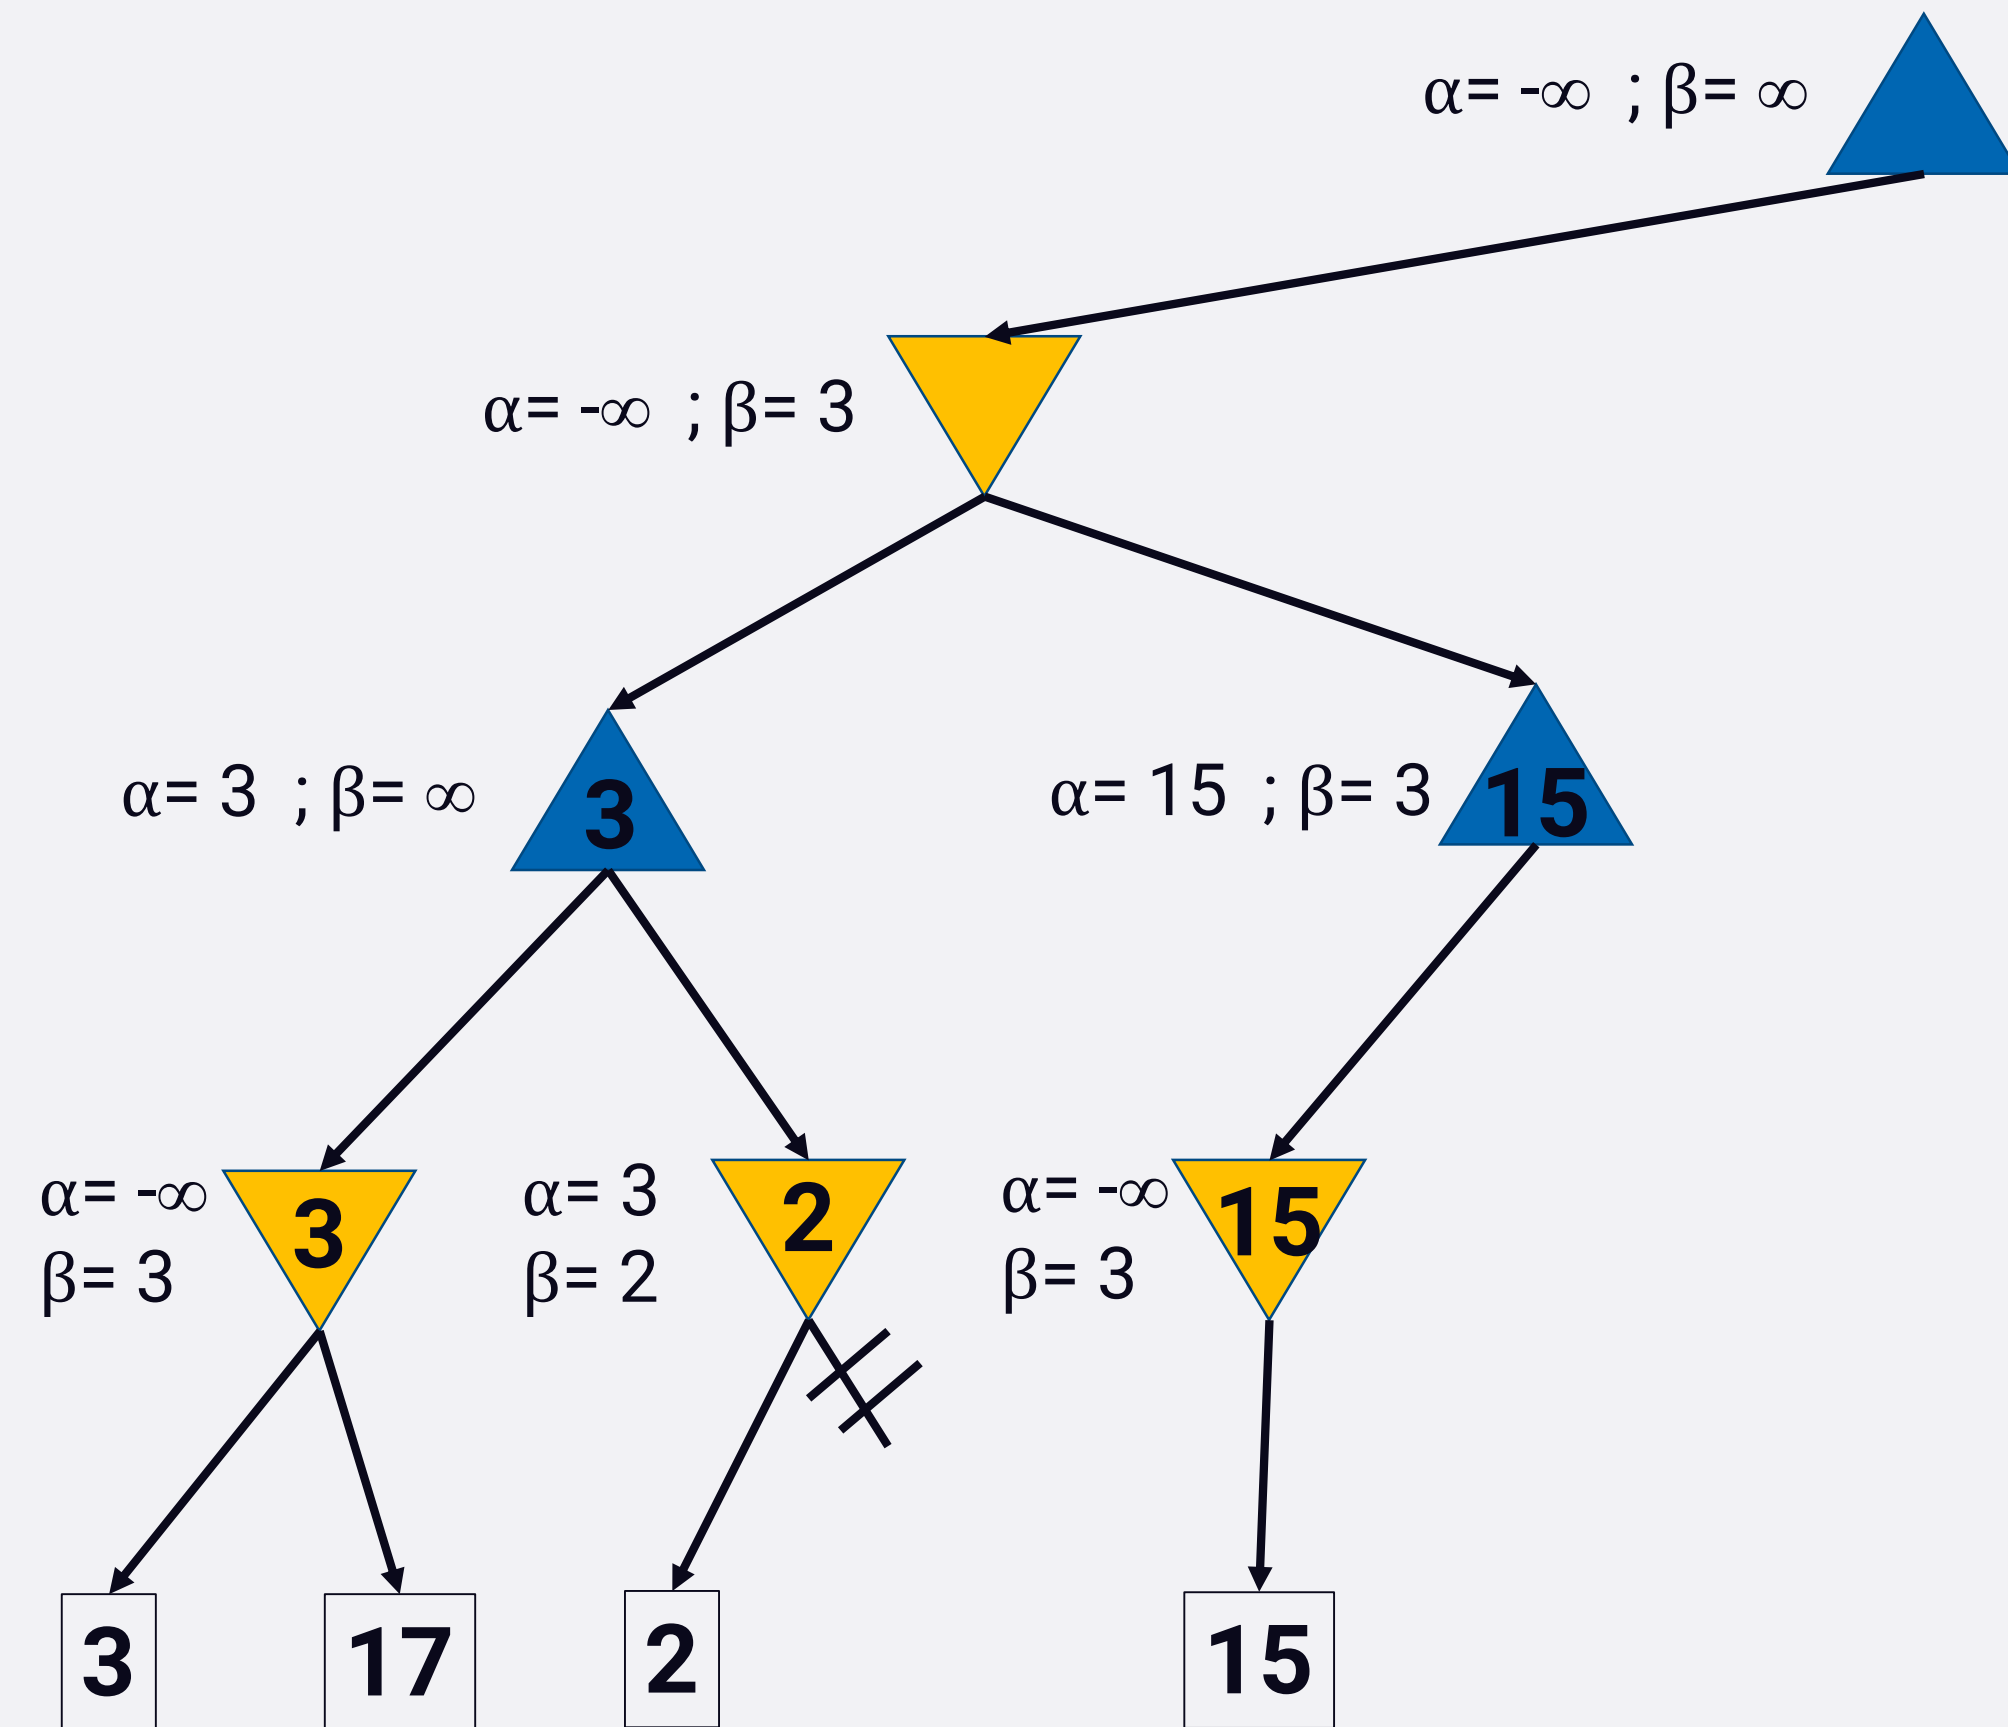 α= -∞ ; β= ∞
α= -∞ ; β= 3
α= 3 ; β= ∞
3
α= 15 ; β= 3
15
α= -∞
β= 3
3
α= 3
β= 2
2
α= -∞
β= 3
15
3
17
2
15